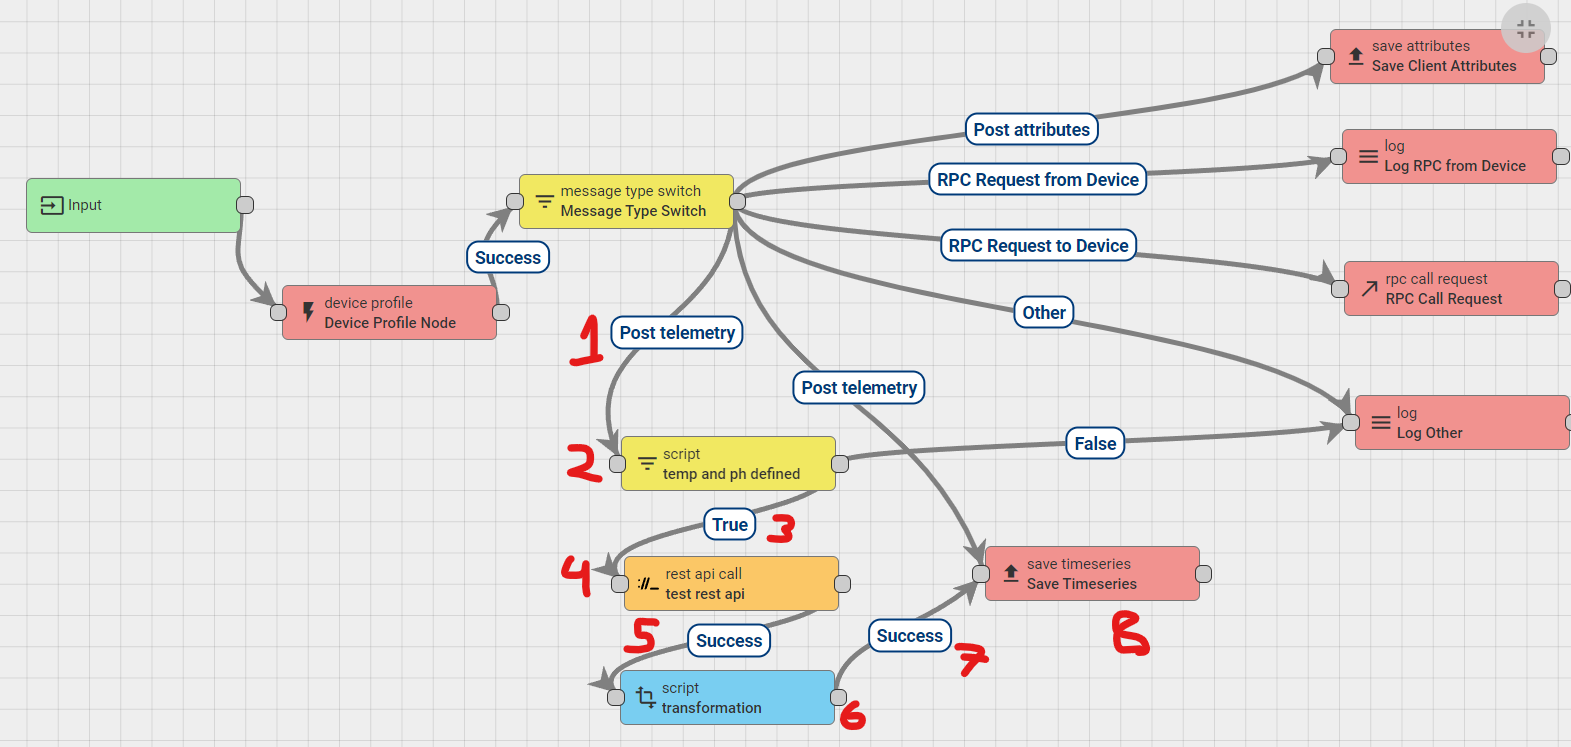 save attributes
Save Client Attributes
Post attributes
log
Log RPC from Device
RPC Request from Device
message type switch
Message Type Switch
Input
RPC Request to Device
Success
rpc call request
RPC Call Request
device profile
Device Profile Node
Other
1
Post telemetry
Post telemetry
log
Log Other
False
2
script
temp and ph defined
True
3
4
rest api call
test rest api
save timeseries
Save Timeseries
5
Success
Success
7
B
script
transformation
6